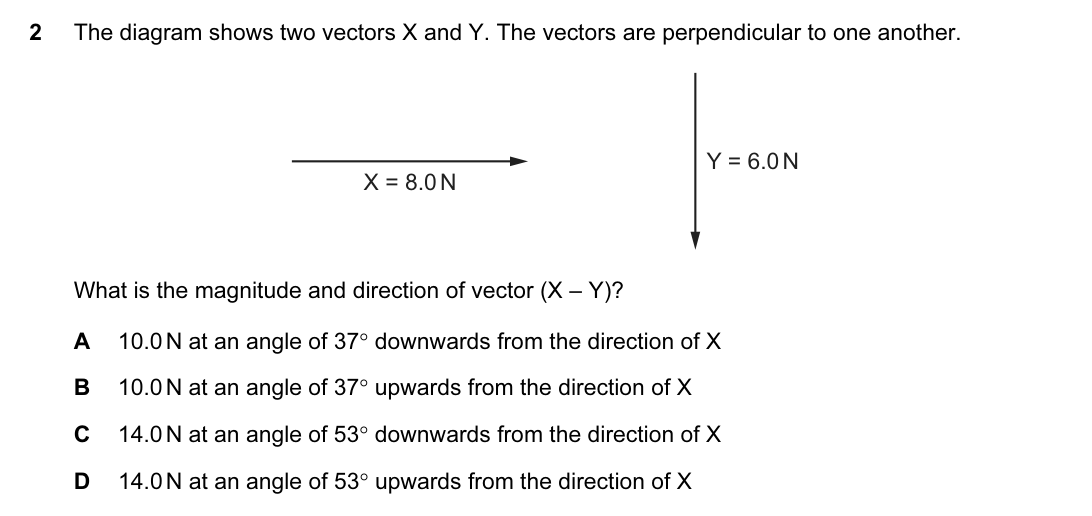 2 The diagram shows two vectors X and Y. The vectors are perpendicular to one another.
Y = 6.0 N
X = 8.0 N
What is the magnitude and direction of vector (X – Y)?
A 10.0 N at an angle of 37° downwards from the direction of X
B 10.0 N at an angle of 37° upwards from the direction of X
C 14.0 N at an angle of 53° downwards from the direction of X
D 14.0 N at an angle of 53° upwards from the direction of X